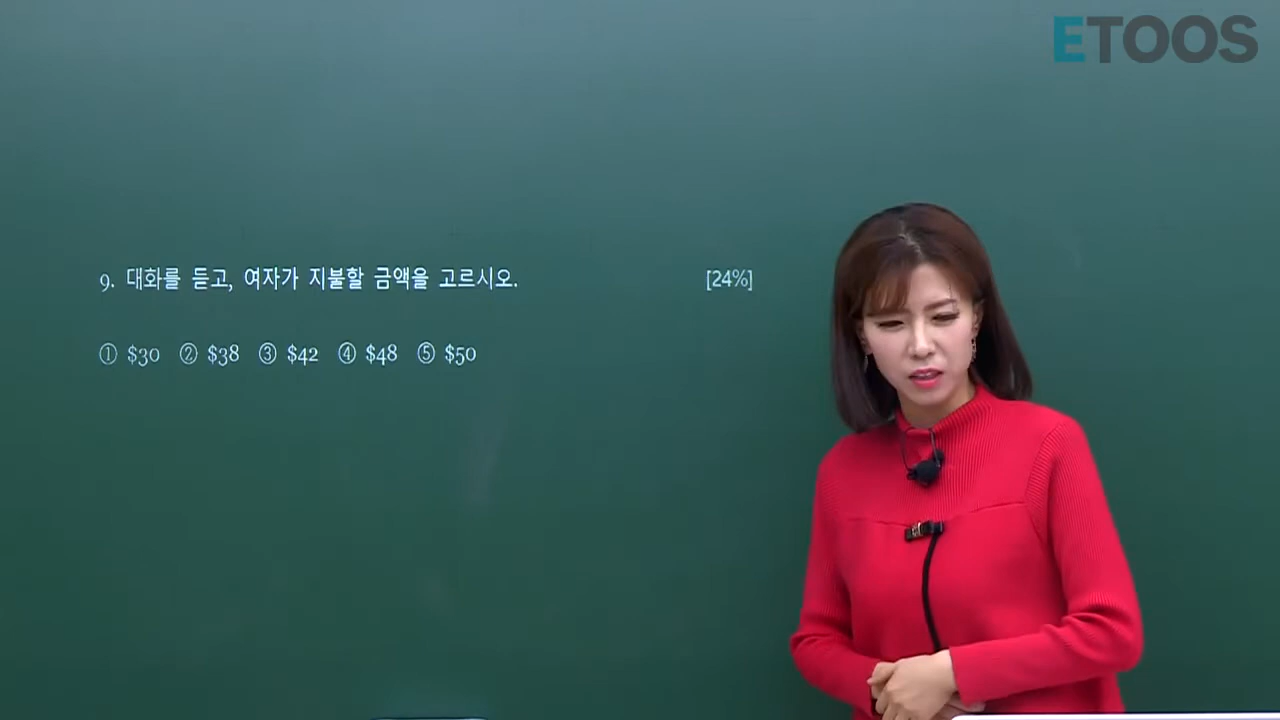 ETOOS
9. 대화를 듣고, 여자가 지불할 금액을 고르시오. [24%]
① $30 ② $38 ③ $42 ④ $48 ⑤ $50